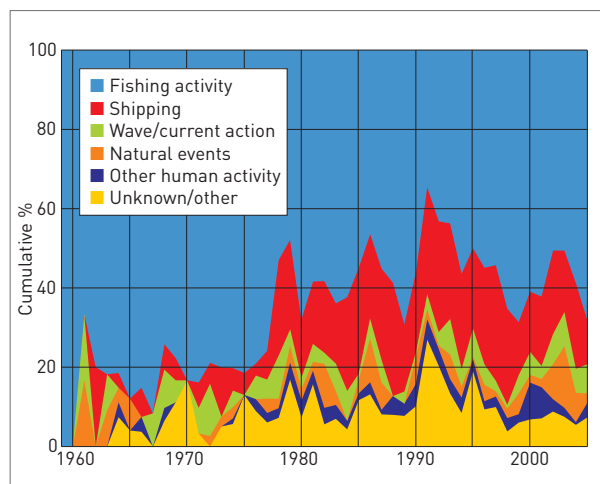 100
80
60
40
20
0
Cumulative %
Fishing activity
Shipping
Wave/current action
Natural events
Other human activity
Unknown/other
1960 1970 1980 1990 2000